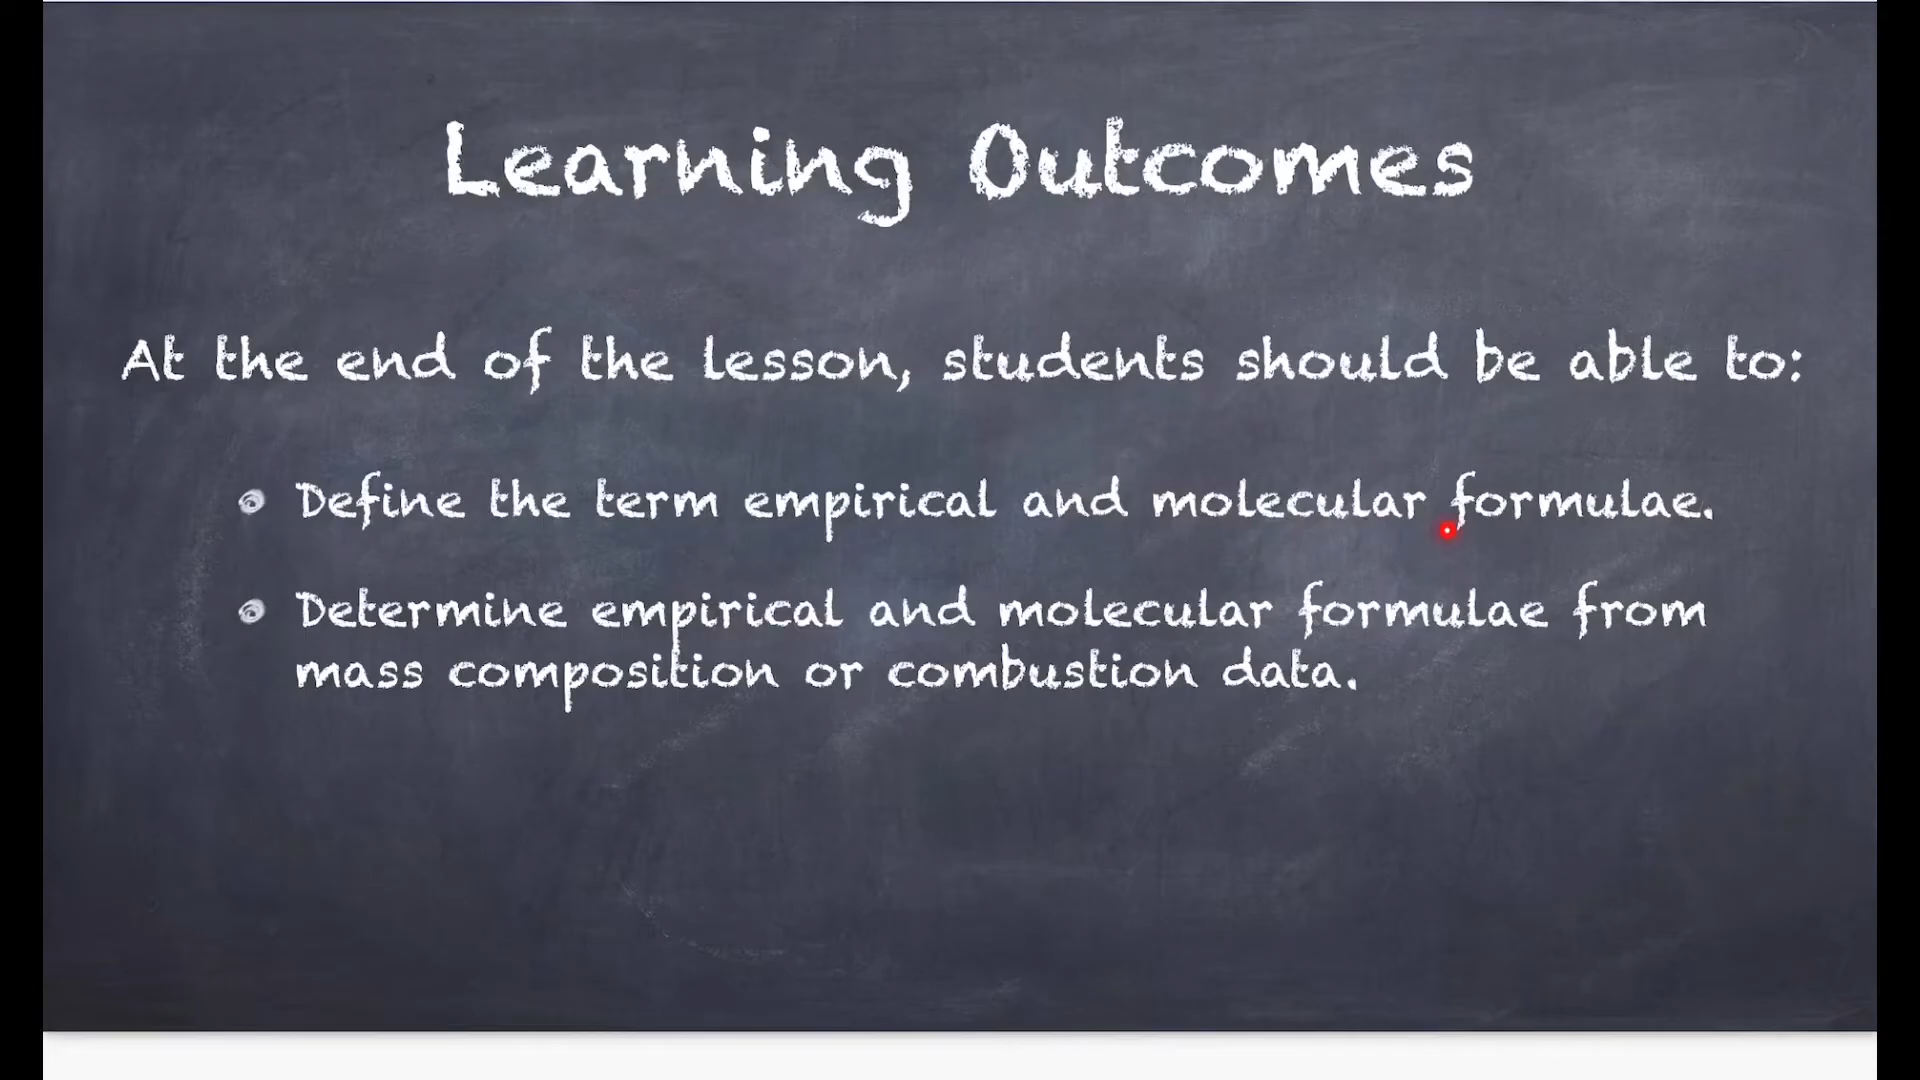 Learning Outcomes
At the end of the lesson, students should be able to:
Define the term empirical and molecular formulae.
Determine empirical and molecular formulae from
mass composition or combustion data.